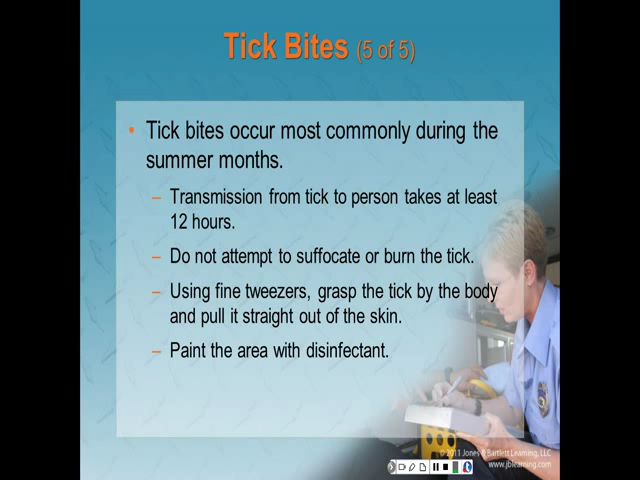 Tick Bites (5 of 5)
• Tick bites occur most commonly during the
summer months.
– Transmission from tick to person takes at least
12 hours.
– Do not attempt to suffocate or burn the tick.
– Using fine tweezers, grasp the tick by the body
and pull it straight out of the skin.
– Paint the area with disinfectant.
© 2011 Jones & Bartlett Learning, LLC
www.jblearning.com